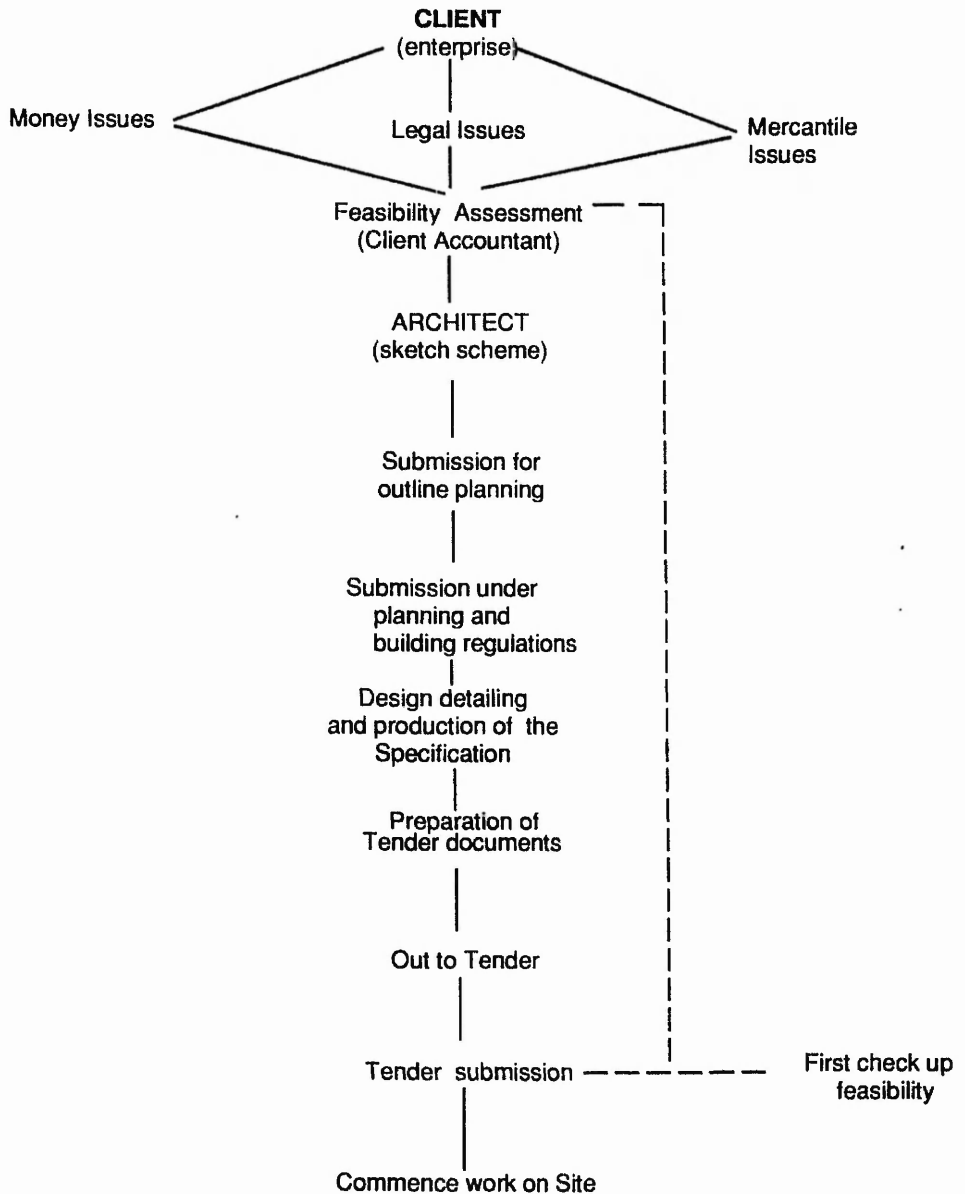 CLIENT
(enterprise)
Money Issues
Legal Issues
Mercantile
Issues
Feasibility Assessment
(Client Accountant)
ARCHITECT
(sketch scheme)
Submission for
outline planning
Submission under
planning and
building regulations
Design detailing
and production of the
Specification
Preparation of
Tender documents
Out to Tender
Tender submission
First check up
feasibility
Commence work on Site